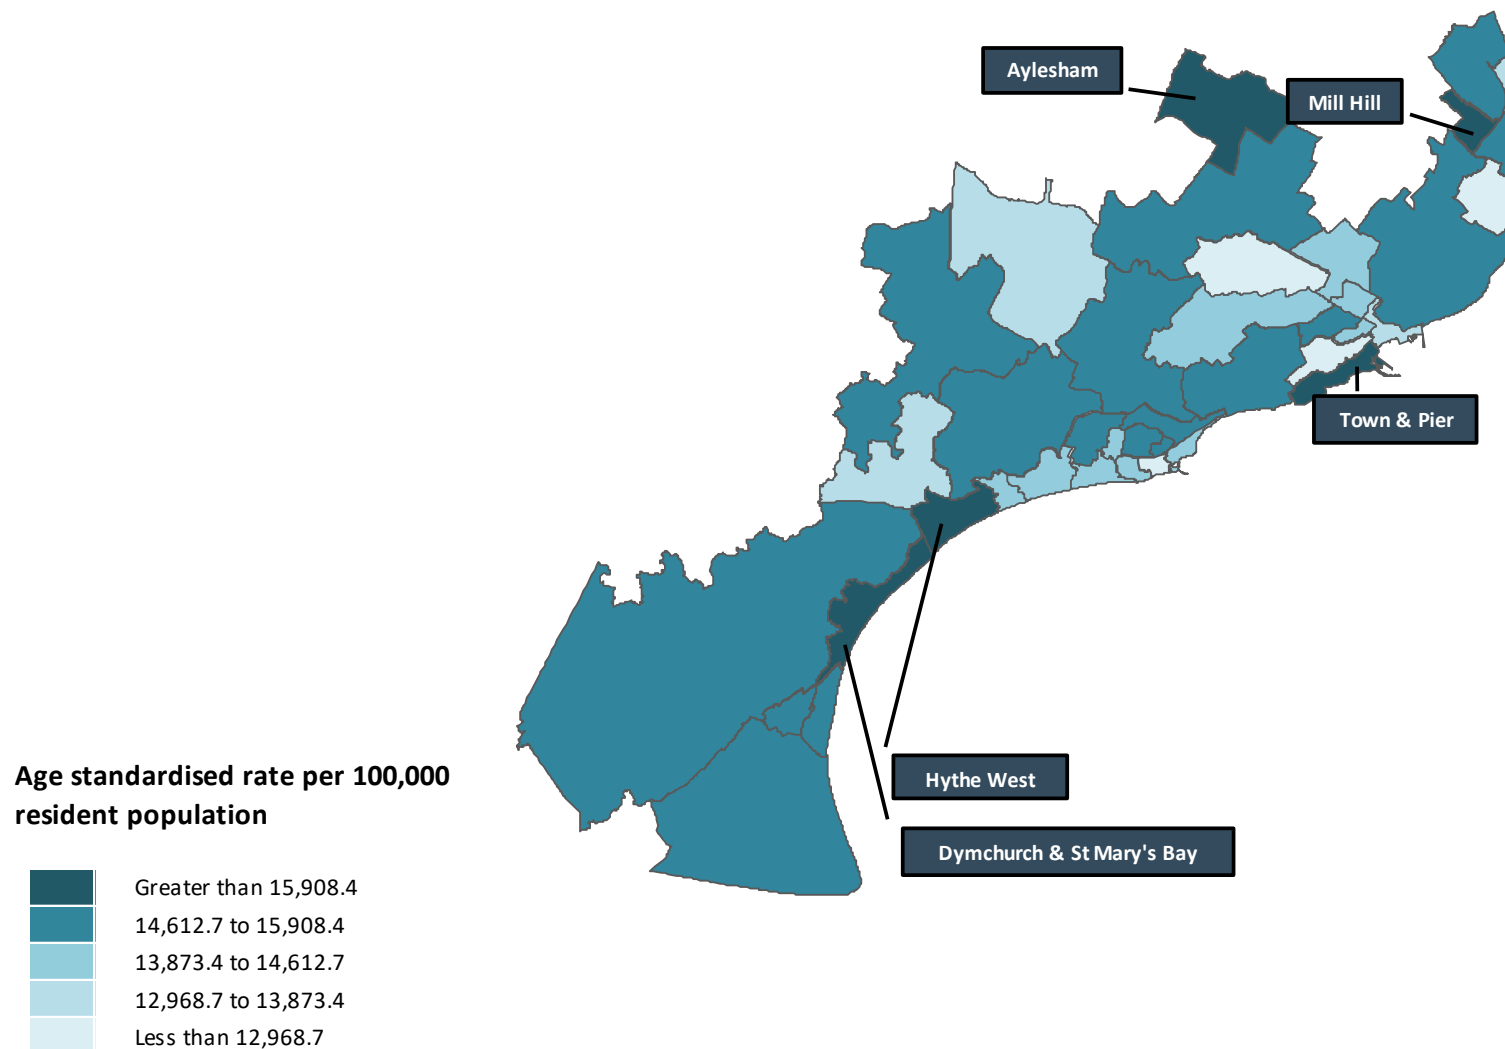 Aylesham
Mill Hill
Town & Pier
Hythe West
Dymchurch & St Mary's Bay
Age standardised rate per 100,000
resident population
Greater than 15,908.4
14,612.7 to 15,908.4
13,873.4 to 14,612.7
12,968.7 to 13,873.4
Less than 12,968.7